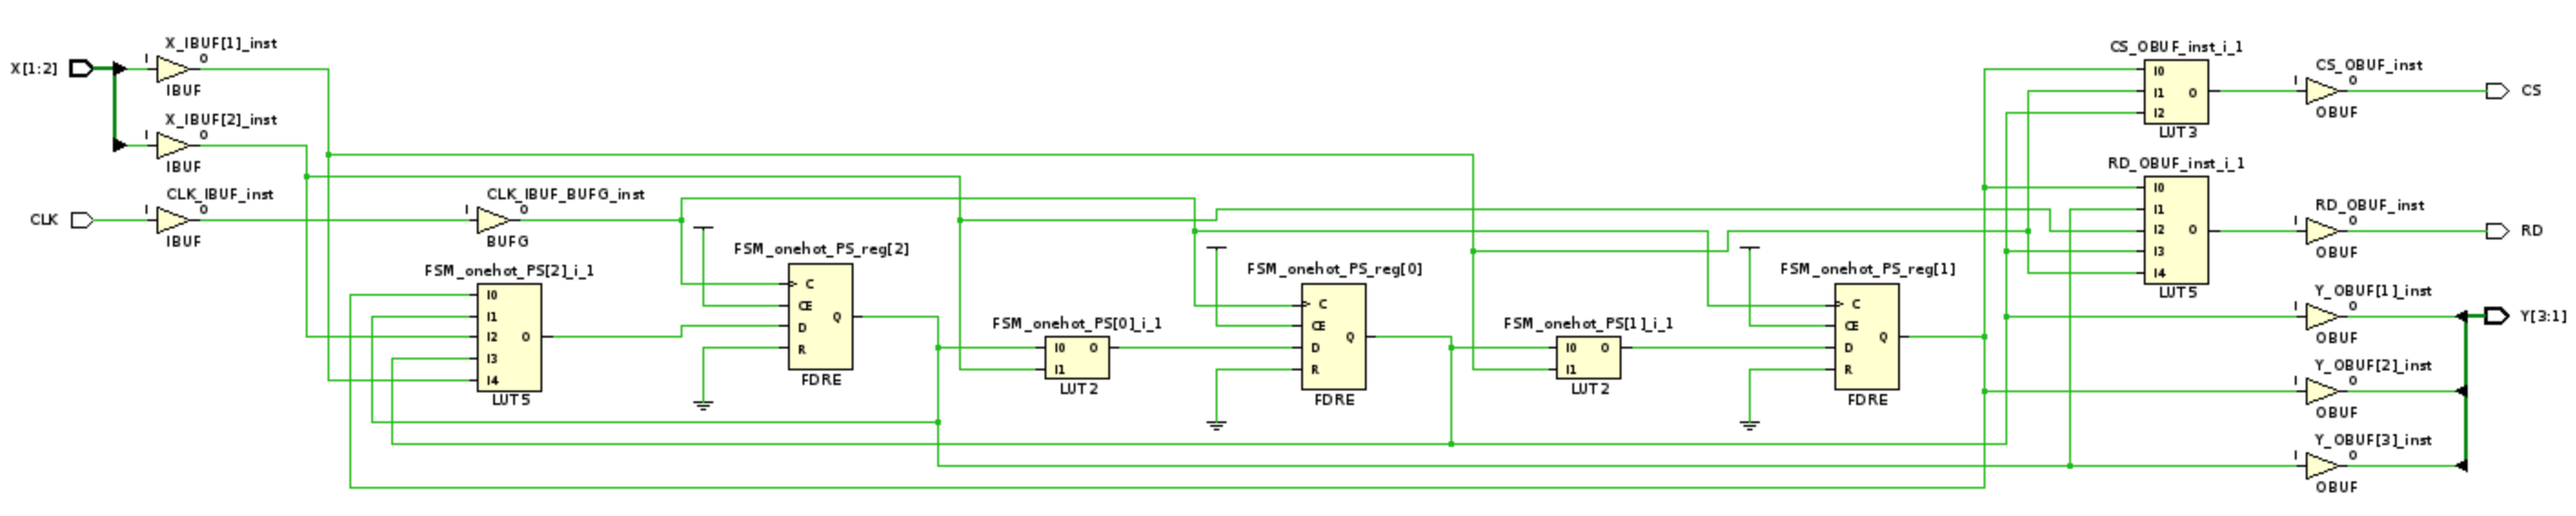 X[1:2]
X_IBUF[1]_inst
I
O
IBUF
X_IBUF[2]_inst
I
O
IBUF
CLK
CLK_IBUF_inst
I
O
IBUF
CLK_IBUF_BUFG_inst
I
O
BUFG
FSM_onehot_PS[2]_i_1
I0
I1
I2
I3
I4
O
LUT5
FSM_onehot_PS_reg[2]
C
CE
D
R
Q
FDRE
FSM_onehot_PS[0]_i_1
I0
I1
O
LUT2
FSM_onehot_PS_reg[0]
C
CE
D
R
Q
FDRE
FSM_onehot_PS[1]_i_1
I0
I1
O
LUT2
FSM_onehot_PS_reg[1]
C
CE
D
R
Q
FDRE
CS_OBUF_inst_i_1
I0
I1
I2
O
LUT3
CS_OBUF_inst
I
O
OBUF
CS
RD_OBUF_inst_i_1
I0
I1
I2
I3
I4
O
LUT5
RD_OBUF_inst
I
O
OBUF
RD
Y_OBUF[1]_inst
I
O
OBUF
Y[3:1]
Y_OBUF[2]_inst
I
O
OBUF
Y_OBUF[3]_inst
I
O
OBUF